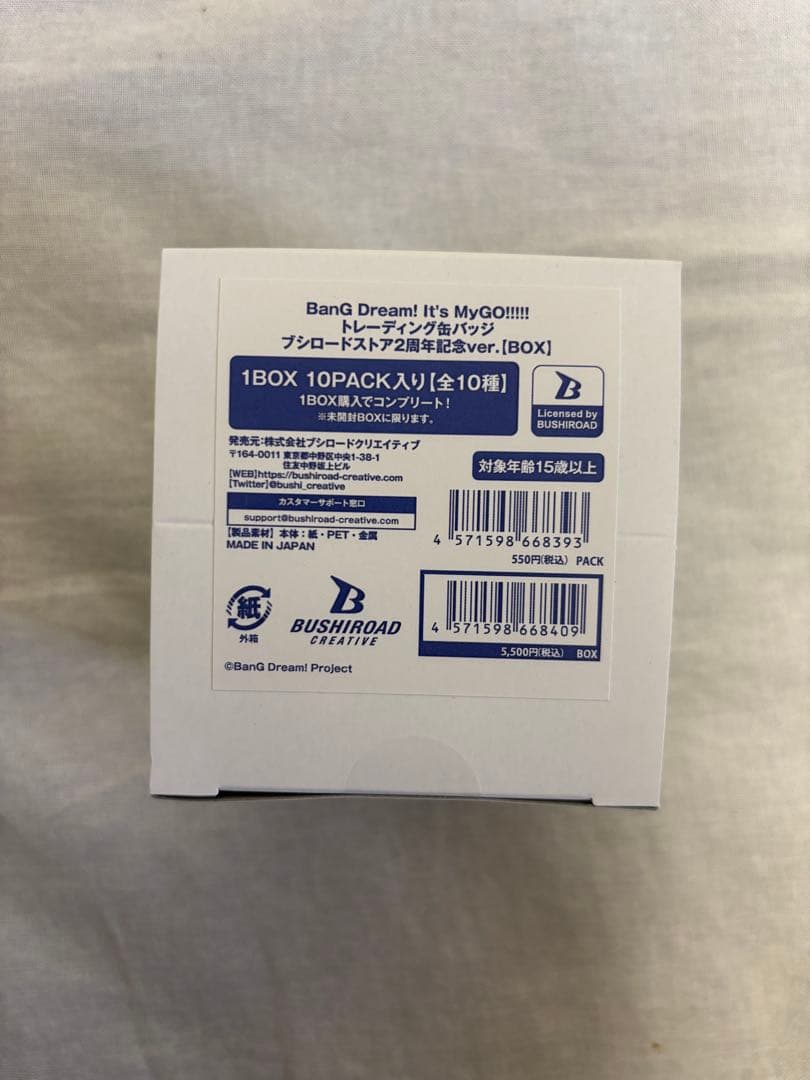 BanG Dream! It's MyGO!!!!!
トレーディング缶バッジ
ブシロードストア2周年記念ver.【BOX】
1BOX 10PACK入り【全10種】
1BOX購入でコンプリート!
※未開封BOXに限ります。
B
Licensed by
BUSHIROAD
発売元:株式会社ブシロードクリエイティブ
〒164-0011 東京都中野区中央1-38-1
住友中野坂上ビル
【WEB】https://bushiroad-creative.com
【Twitter】@bushi_creative
対象年齢15歳以上
カスタマーサポート窓口
support@bushiroad-creative.com
【製品素材】本体:紙・PET・金属
MADE IN JAPAN
4 571598 668393
550円(税込) PACK
紙
外箱
B
BUSHIROAD
CREATIVE
4 571598 668409
5,500円(税込) BOX
©BanG Dream! Project